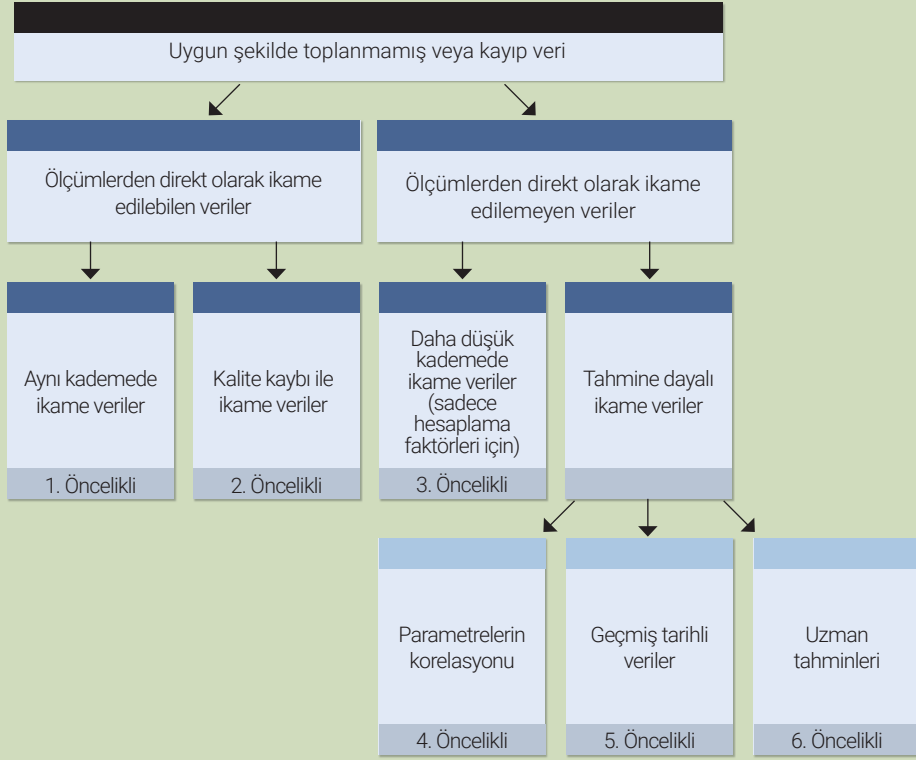 Uygun şekilde toplanmamış veya kayıp veri
Ölçümlerden direkt olarak ikame
edilebilen veriler
Ölçümlerden direkt olarak ikame
edilemeyen veriler
Aynı kademede
ikame veriler
1. Öncelikli
Kalite kaybı ile
ikame veriler
2. Öncelikli
Daha düşük
kademede
ikame veriler
(sadece
hesaplama
faktörleri için)
3. Öncelikli
Tahmine dayalı
ikame veriler
Parametrelerin
korelasyonu
4. Öncelikli
Geçmiş tarihli
veriler
5. Öncelikli
Uzman
tahminleri
6. Öncelikli